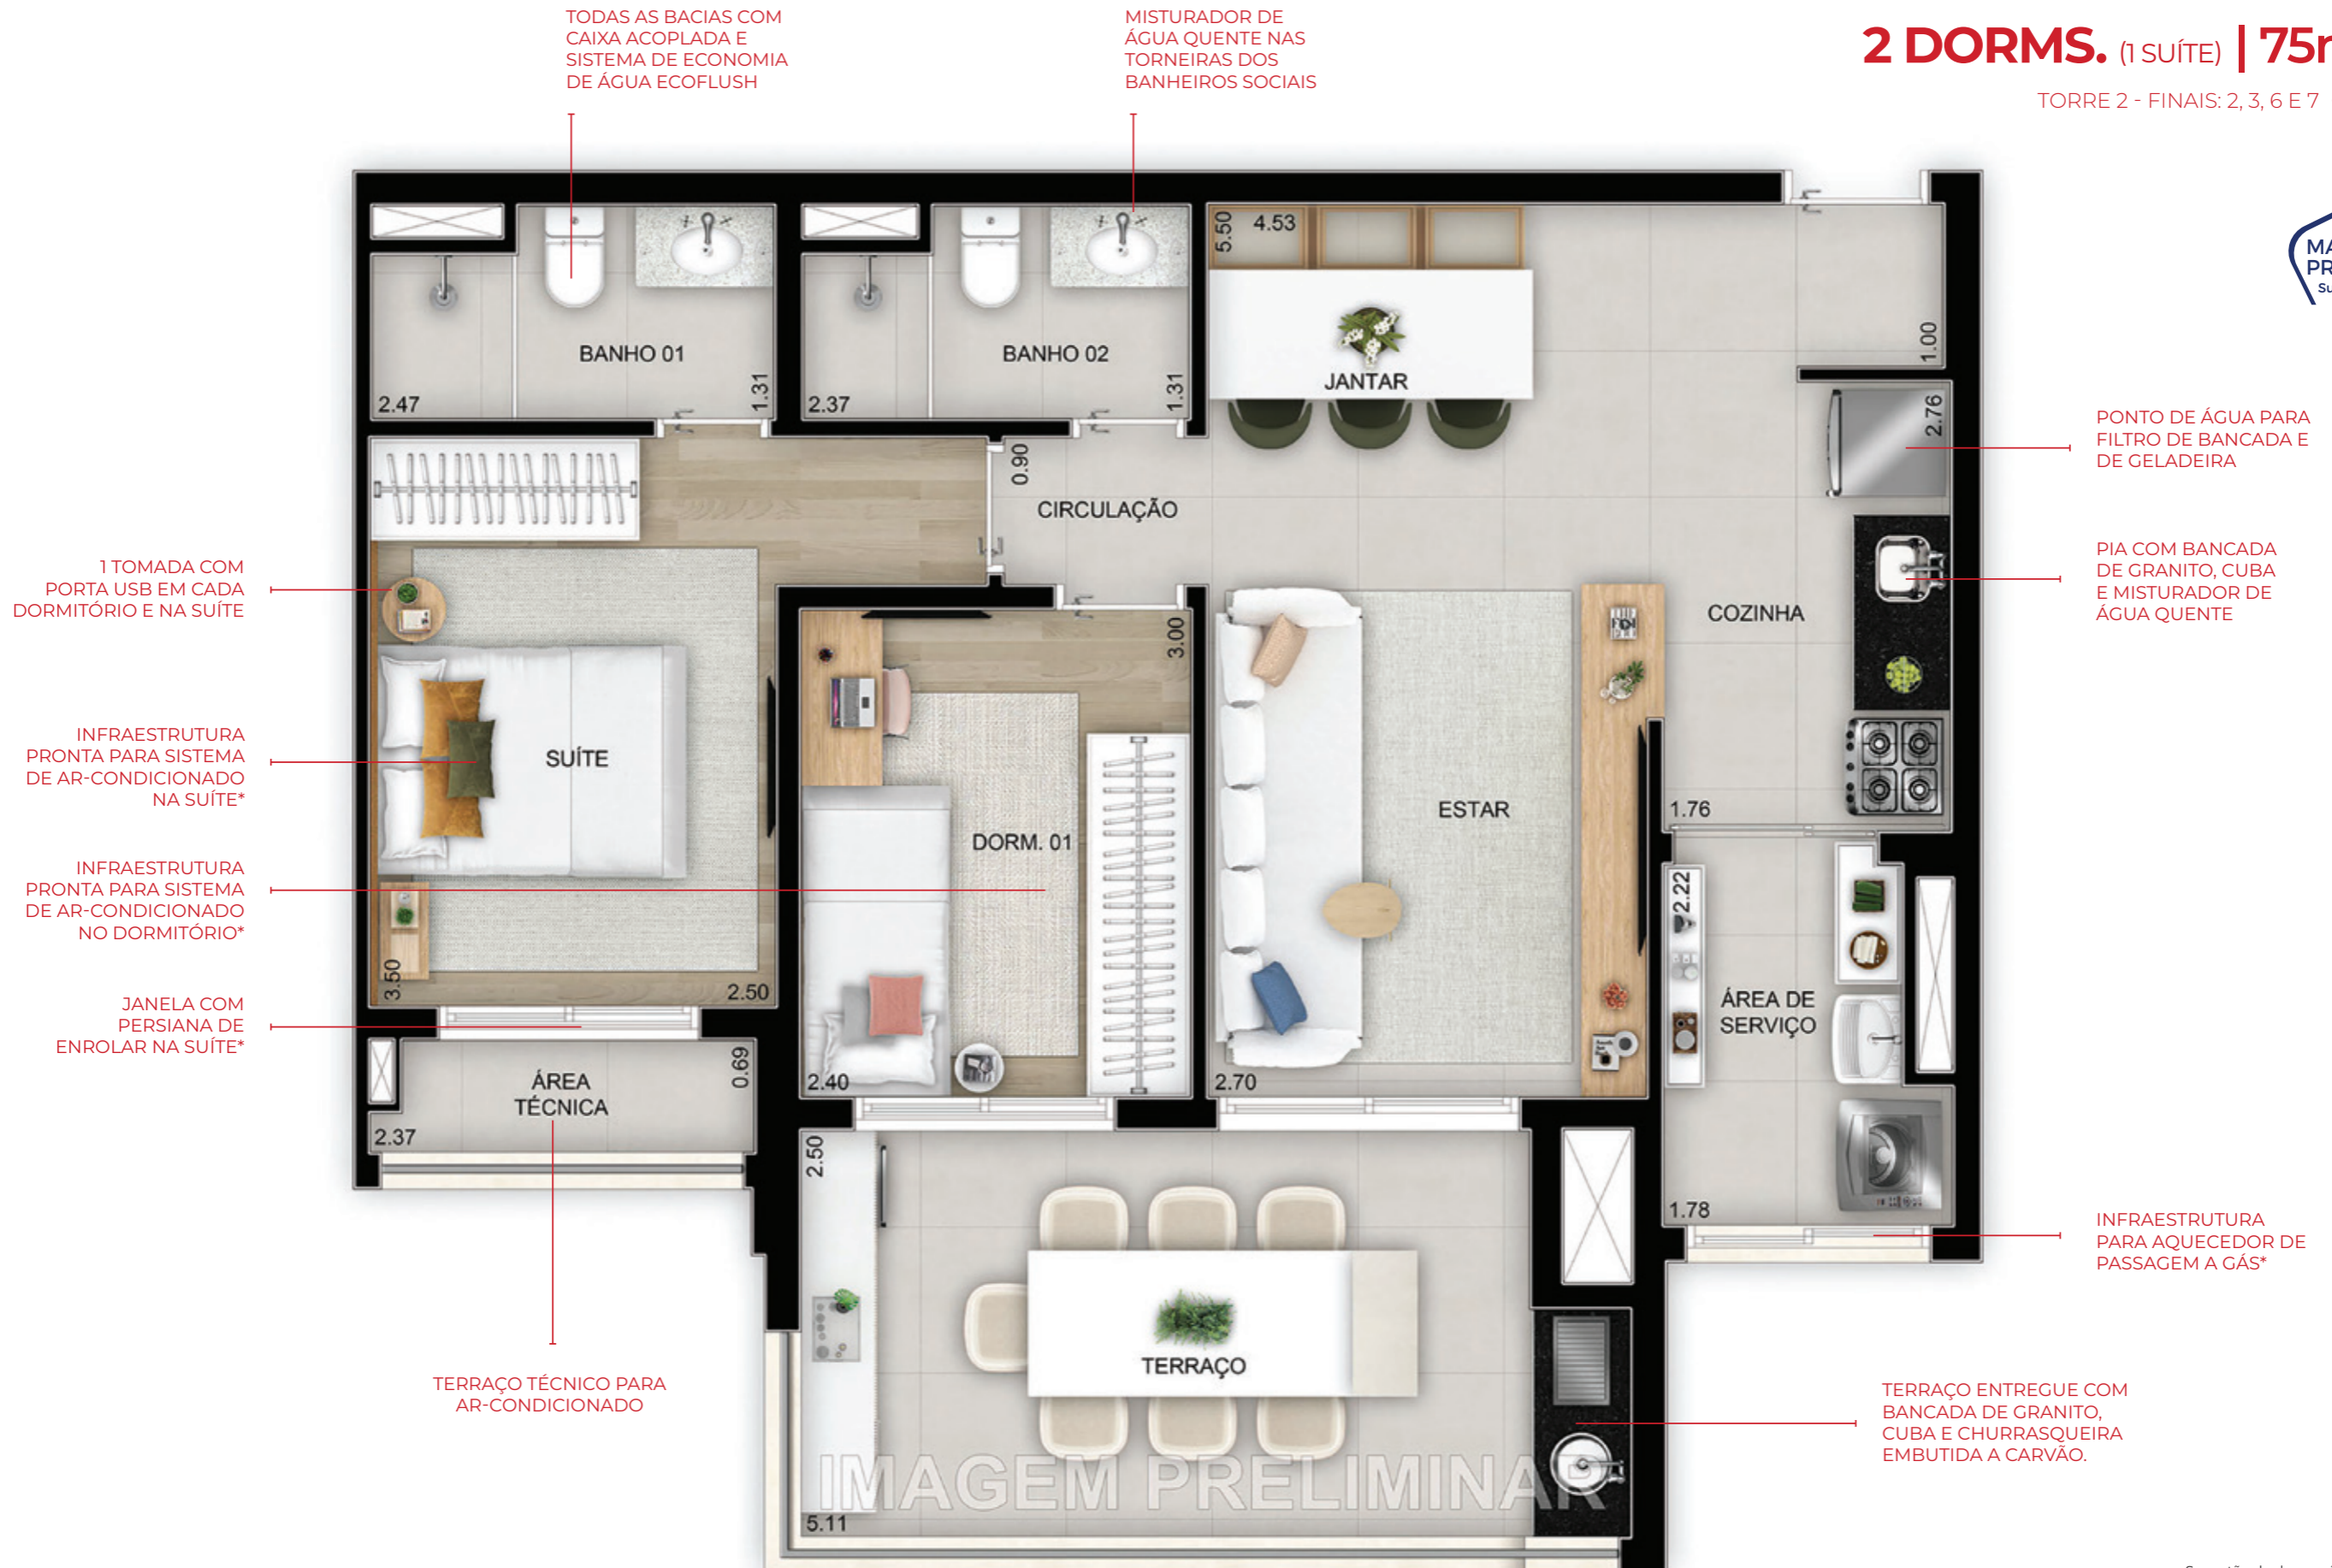 TODAS AS BACIAS COM
CAIXA ACOPLADA E
SISTEMA DE ECONOMIA
DE ÁGUA ECOFLUSH
MISTURADOR DE
ÁGUA QUENTE NAS
TORNEIRAS DOS
BANHEIROS SOCIAIS
2 DORMS. (1 SUÍTE) | 75
TORRE 2 - FINAIS: 2, 3, 6 E 7
BANHO 01
2.47
1.31
BANHO 02
2.37
1.31
5.50
4.53
JANTAR
1.00
2.76
PONTO DE ÁGUA PARA
FILTRO DE BANCADA E
DE GELADEIRA
0.90
CIRCULAÇÃO
1 TOMADA COM
PORTA USB EM CADA
DORMITÓRIO E NA SUÍTE
PIA COM BANCADA
DE GRANITO, CUBA
E MISTURADOR DE
ÁGUA QUENTE
COZINHA
3.00
INFRAESTRUTURA
PRONTA PARA SISTEMA
DE AR-CONDICIONADO
NA SUÍTE*
SUÍTE
ESTAR
1.76
DORM. 01
INFRAESTRUTURA
PRONTA PARA SISTEMA
DE AR-CONDICIONADO
NO DORMITÓRIO*
2.22
3.50
2.50
JANELA COM
PERSIANA DE
ENROLAR NA SUÍTE*
ÁREA DE
SERVIÇO
ÁREA
TÉCNICA
0.69
2.37
2.40
2.70
2.50
1.78
INFRAESTRUTURA
PARA AQUECEDOR DE
PASSAGEM A GÁS*
TERRAÇO
TERRAÇO TÉCNICO PARA
AR-CONDICIONADO
TERRAÇO ENTREGUE COM
BANCADA DE GRANITO,
CUBA E CHURRASQUEIRA
EMBUTIDA A CARVÃO.
IMAGEM PRELIMINAR
5.11